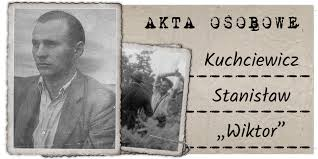 AKTA OSOBOWE
Kuchciewicz
Stanisław
„Wiktor”